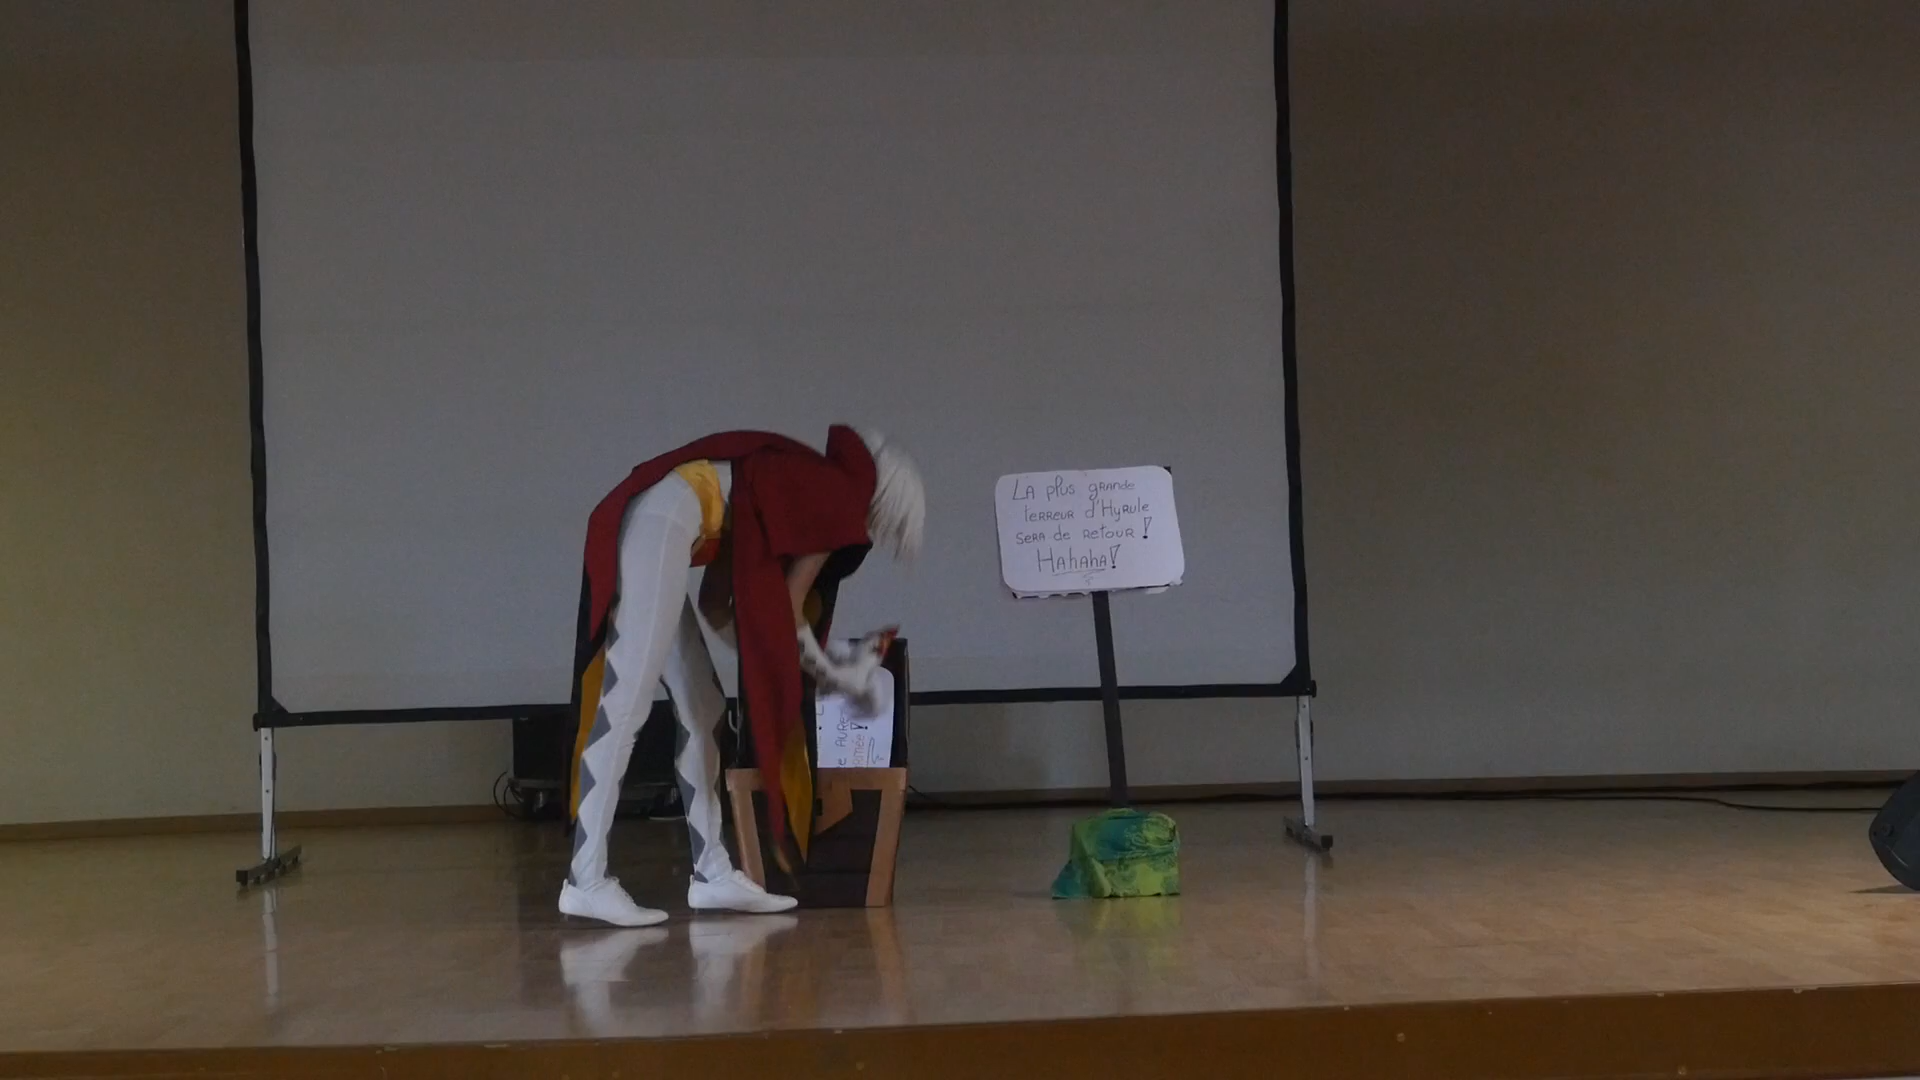 La plus grande
terreur d'Hyrule
sera de retour !
Hahaha !